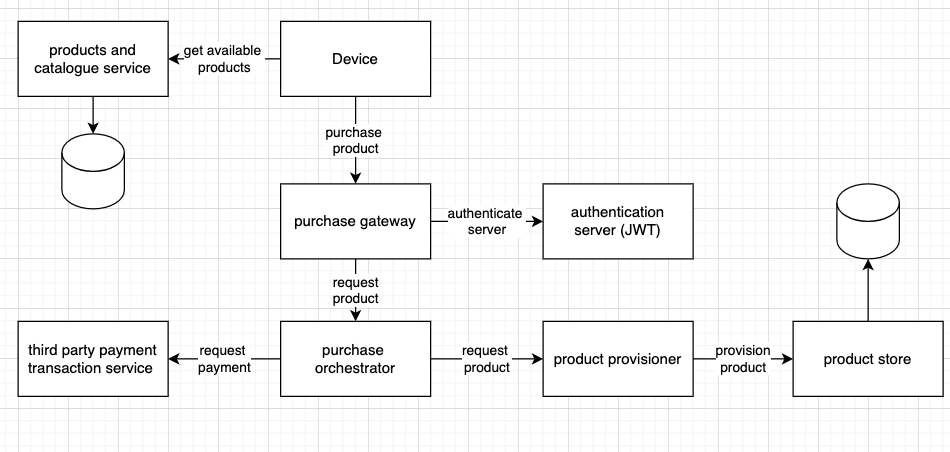 products and
catalogue service
get available
products
Device
purchase
product
purchase gateway
authenticate
server
authentication
server (JWT)
request
product
third party payment
transaction service
request
payment
purchase
orchestrator
request
product
product provisioner
provision
product
product store